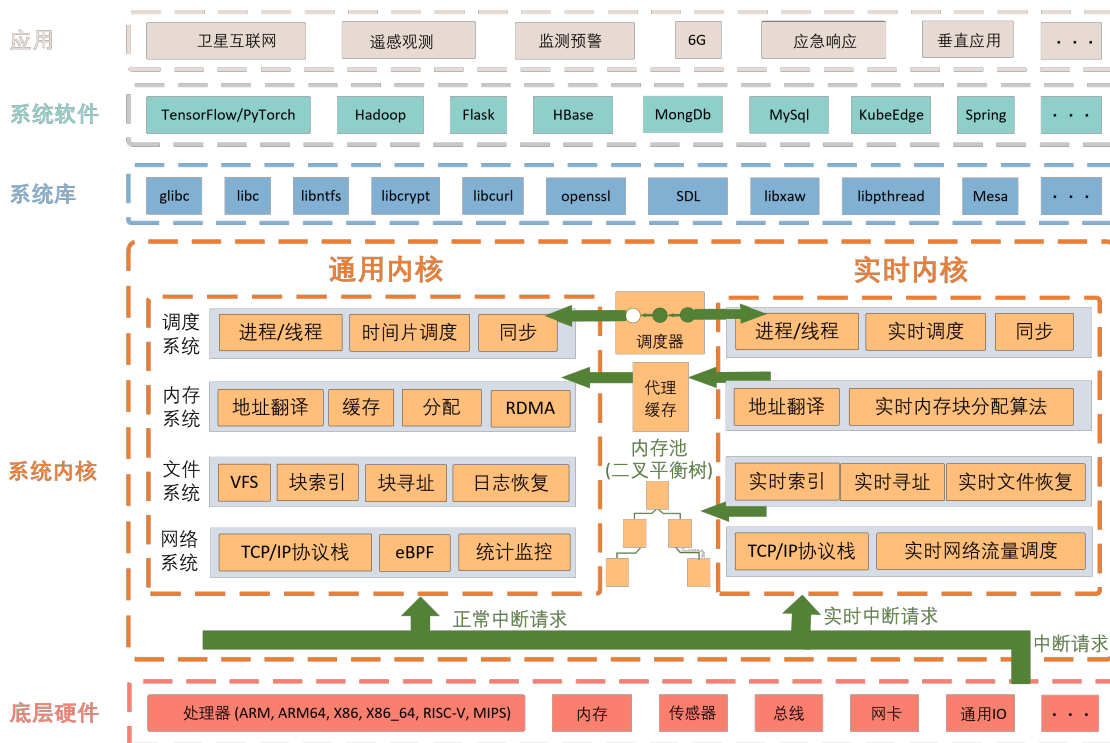 应用
卫星互联网
遥感观测
监测预警
6G
应急响应
垂直应用
· · ·
系统软件
TensorFlow/PyTorch
Hadoop
Flask
HBase
MongDb
MySql
KubeEdge
Spring
· · ·
系统库
glibc
libc
libntfs
libcrypt
libcurl
openssl
SDL
libxaw
libpthread
Mesa
· · ·
系统内核
通用内核
实时内核
调度
系统
进程/线程
时间片调度
同步
调度器
进程/线程
实时调度
同步
内存
系统
地址翻译
缓存
分配
RDMA
代理
缓存
地址翻译
实时内存块分配算法
内存池
(二叉平衡树)
文件
系统
VFS
块索引
块寻址
日志恢复
实时索引
实时寻址
实时文件恢复
网络
系统
TCP/IP协议栈
eBPF
统计监控
TCP/IP协议栈
实时网络流量调度
正常中断请求
实时中断请求
中断请求
底层硬件
处理器 (ARM, ARM64, X86, X86_64, RISC-V, MIPS)
内存
传感器
总线
网卡
通用IO
· · ·